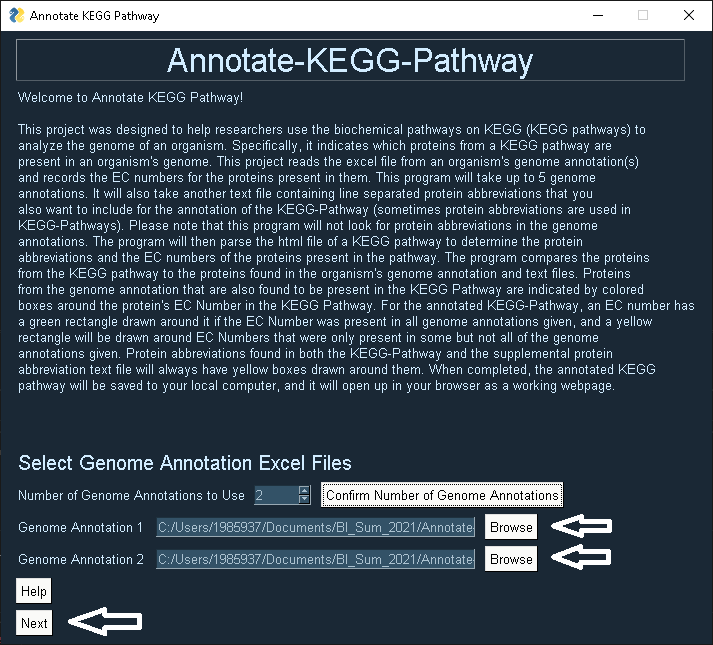 Annotate KEGG Pathway
Annotate-KEGG-Pathway
Welcome to Annotate KEGG Pathway!
This project was designed to help researchers use the biochemical pathways on KEGG (KEGG pathways) to
analyze the genome of an organism. Specifically, it indicates which proteins from a KEGG pathway are
present in an organism's genome. This project reads the excel file from an organism's genome annotation(s)
and records the EC numbers for the proteins present in them. This program will take up to 5 genome
annotations. It will also take another text file containing line separated protein abbreviations that you
also want to include for the annotation of the KEGG-Pathway (sometimes protein abbreviations are used in
KEGG-Pathways). Please note that this program will not look for protein abbreviations in the genome
annotations. The program will then parse the html file of a KEGG pathway to determine the protein
abbreviations and the EC numbers of the proteins present in the pathway. The program compares the proteins
from the KEGG pathway to the proteins found in the organism's genome annotation and text files. Proteins
from the genome annotation that are also found to be present in the KEGG Pathway are indicated by colored
boxes around the protein's EC Number in the KEGG Pathway. For the annotated KEGG-Pathway, an EC number has
a green rectangle drawn around it if the EC Number was present in all genome annotations given, and a yellow
rectangle will be drawn around EC Numbers that were only present in some but not all of the genome
annotations given. Protein abbreviations found in both the KEGG-Pathway and the supplemental protein
abbreviation text file will always have yellow boxes drawn around them. When completed, the annotated KEGG
pathway will be saved to your local computer, and it will open up in your browser as a working webpage.
Select Genome Annotation Excel Files
Number of Genome Annotations to Use 2 Confirm Number of Genome Annotations
Genome Annotation 1 C:/Users/1985937/Documents/BI_Sum_2021/Annotate- Browse
Genome Annotation 2 C:/Users/1985937/Documents/BI_Sum_2021/Annotate- Browse
Help
Next